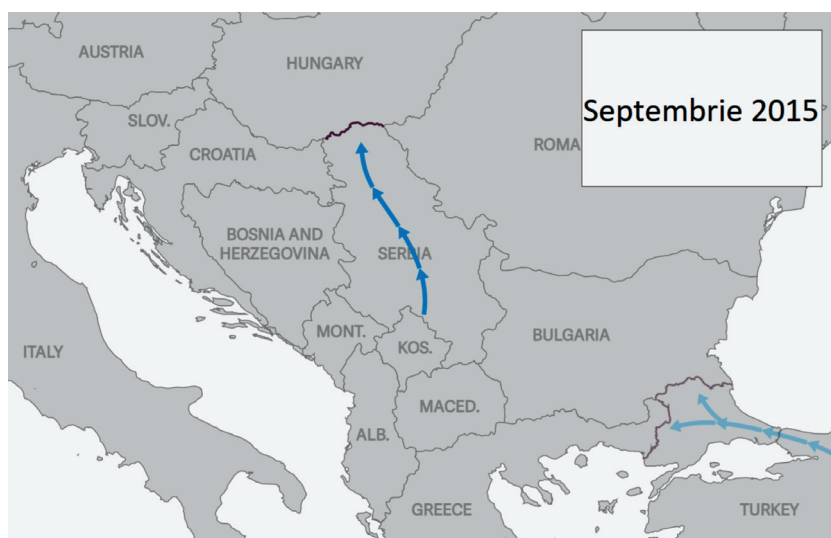 AUSTRIA
HUNGARY
Septembrie 2015
SLOV.
CROATIA
ROMA
BOSNIA AND
HERZEGOVINA
SERBIA
MONT.
KOS.
BULGARIA
ITALY
MACED.
ALB.
GREECE
TURKEY